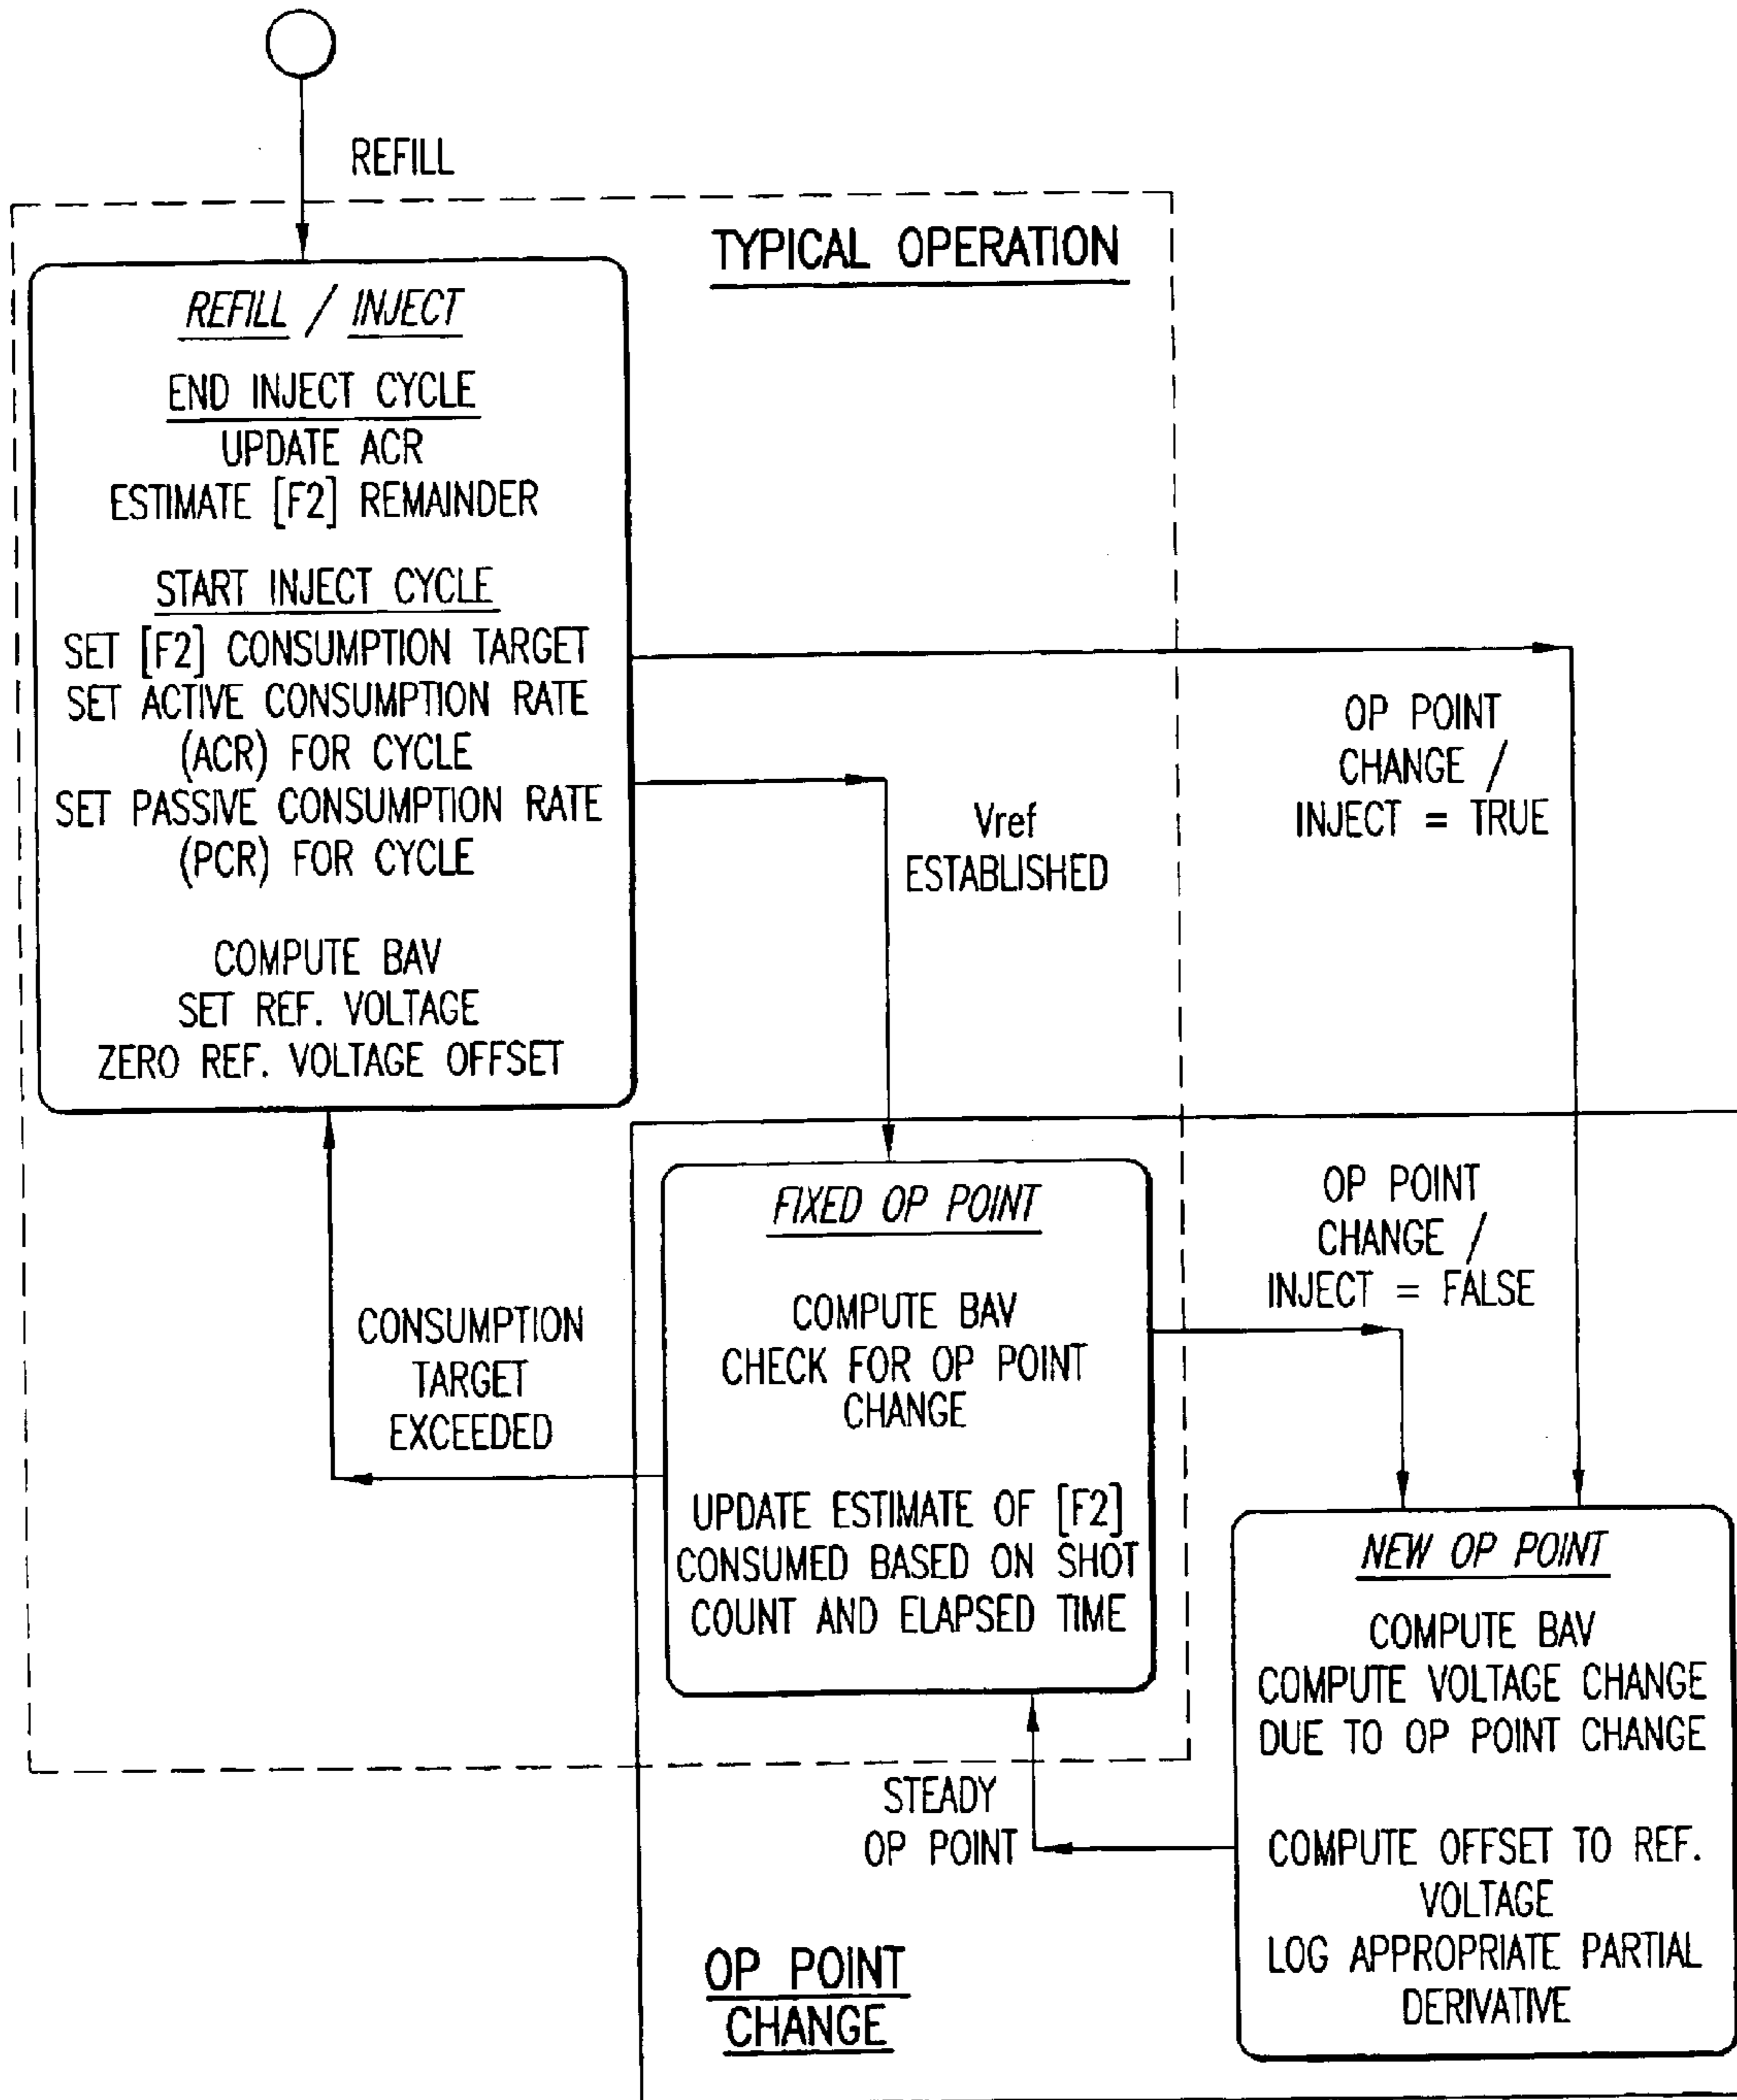 REFILL
TYPICAL OPERATION
REFILL / INJECT
END INJECT CYCLE
UPDATE ACR
ESTIMATE [F2] REMAINDER
START INJECT CYCLE
SET [F2] CONSUMPTION TARGET
SET ACTIVE CONSUMPTION RATE
(ACR) FOR CYCLE
SET PASSIVE CONSUMPTION RATE
(PCR) FOR CYCLE
COMPUTE BAV
SET REF. VOLTAGE
ZERO REF. VOLTAGE OFFSET
OP POINT
CHANGE /
INJECT = TRUE
Vref
ESTABLISHED
FIXED OP POINT
COMPUTE BAV
CHECK FOR OP POINT
CHANGE
UPDATE ESTIMATE OF [F2]
CONSUMED BASED ON SHOT
COUNT AND ELAPSED TIME
OP POINT
CHANGE /
INJECT = FALSE
CONSUMPTION
TARGET
EXCEEDED
NEW OP POINT
COMPUTE BAV
COMPUTE VOLTAGE CHANGE
DUE TO OP POINT CHANGE
COMPUTE OFFSET TO REF.
VOLTAGE
LOG APPROPRIATE PARTIAL
DERIVATIVE
STEADY
OP POINT
OP POINT
CHANGE